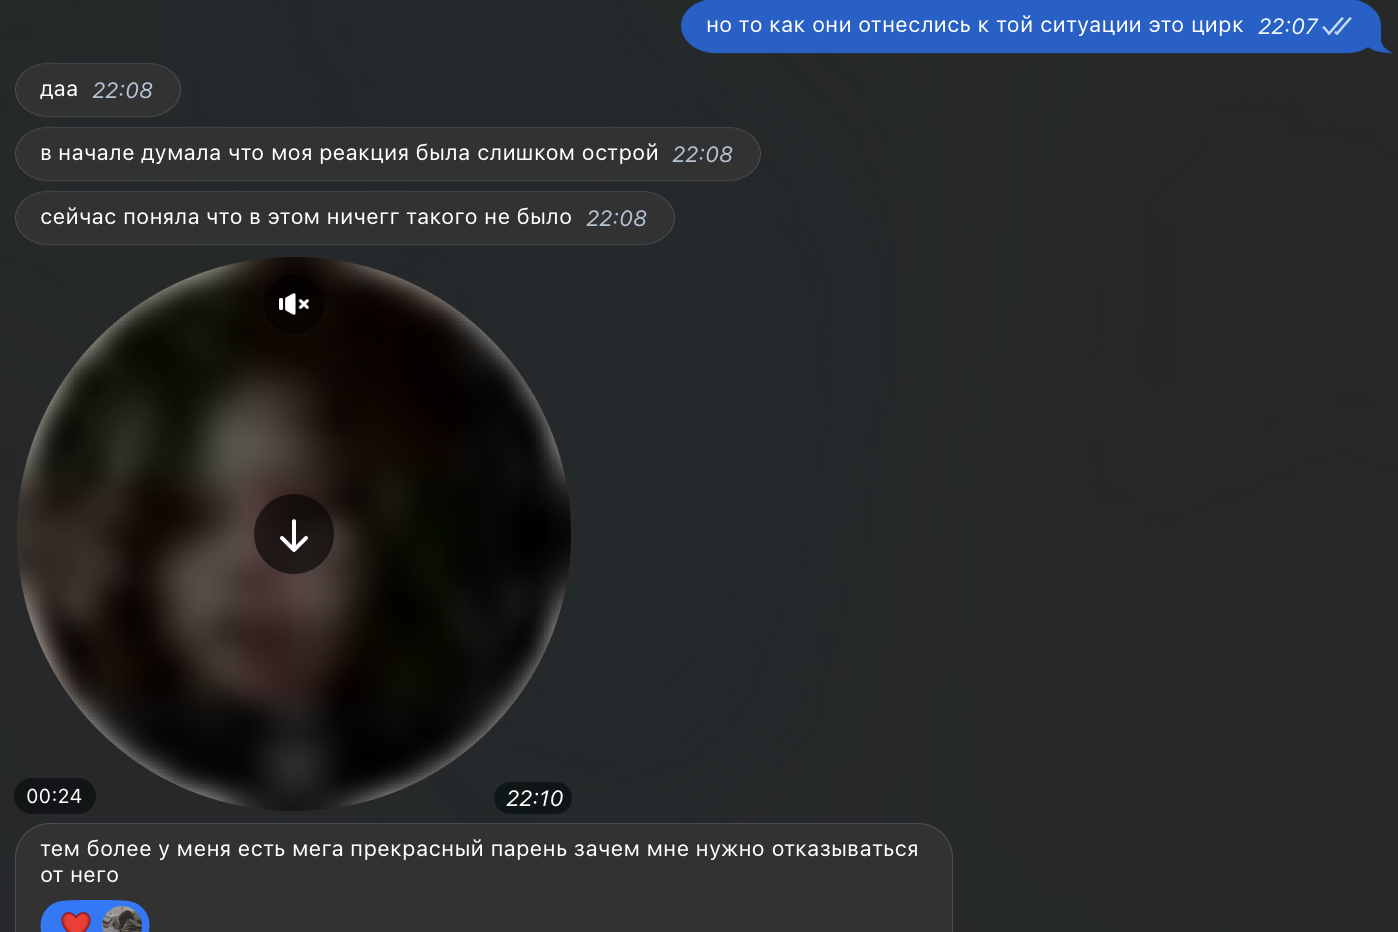 но то как они отнеслись к той ситуации это цирк 22:07
даа 22:08
в начале думала что моя реакция была слишком острой 22:08
сейчас поняла что в этом ничегг такого не было 22:08
00:24 22:10
тем более у меня есть мега прекрасный парень зачем мне нужно отказываться
от него